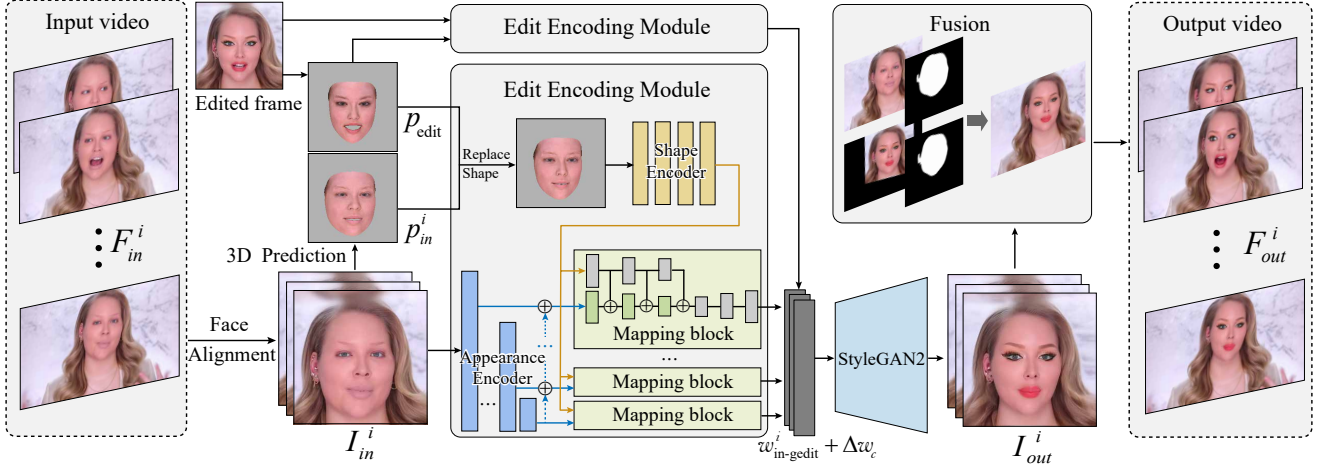 Input video
F_in^i
Edited frame
p_edit
p_in^i
3D Prediction
Face
Alignment
I_in^i
Edit Encoding Module
Edit Encoding Module
Replace
Shape
Shape
Encoder
Appearance
Encoder
...
Mapping block
...
Mapping block
Mapping block
w_in-gedit^i + Δw_c
StyleGAN2
I_out^i
Fusion
Output video
F_out^i